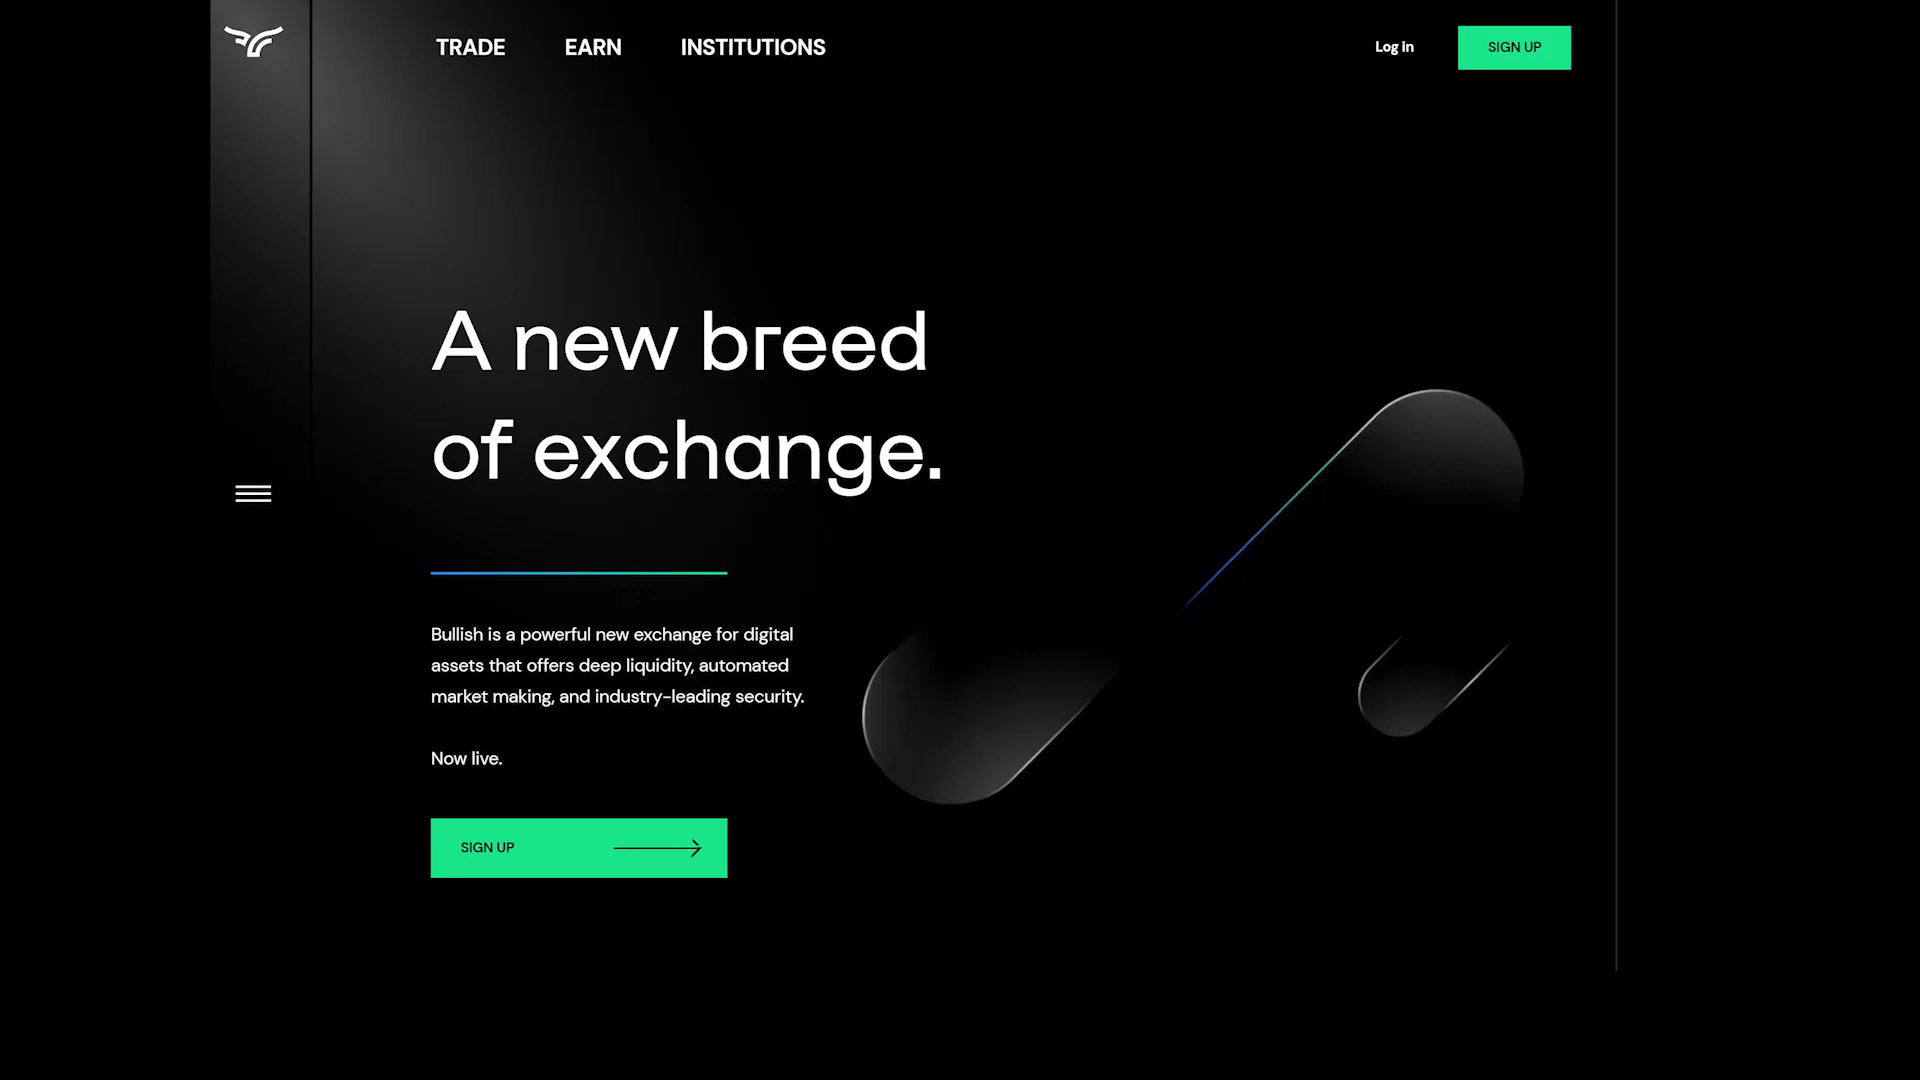 TRADE EARN INSTITUTIONS Log in SIGN UP
A new breed
of exchange.
Bullish is a powerful new exchange for digital
assets that offers deep liquidity, automated
market making, and industry-leading security.
Now live.
SIGN UP